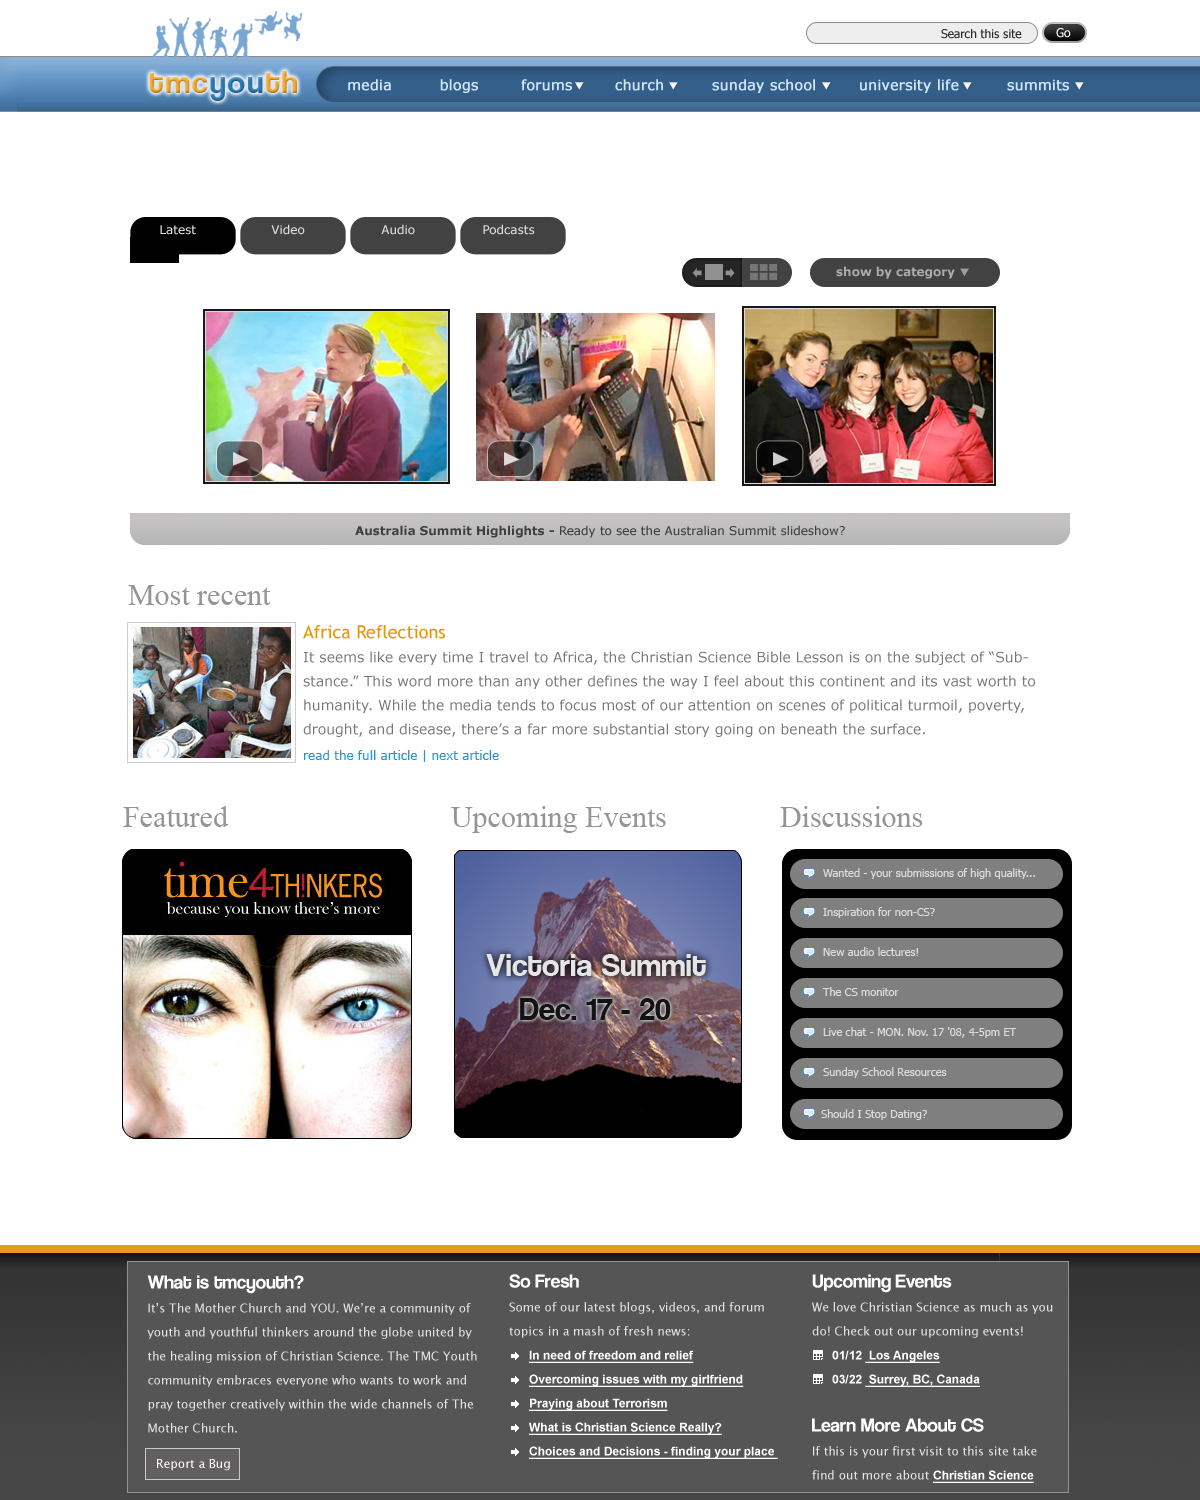 Search this site
Go
tmcyouth
media
blogs
forums
church
sunday school
university life
summits
Latest
Video
Audio
Podcasts
show by category
Australia Summit Highlights - Ready to see the Australian Summit slideshow?
Most recent
Africa Reflections
It seems like every time I travel to Africa, the Christian Science Bible Lesson is on the subject of “Sub-
stance.” This word more than any other defines the way I feel about this continent and its vast worth to
humanity. While the media tends to focus most of our attention on scenes of political turmoil, poverty,
drought, and disease, there’s a far more substantial story going on beneath the surface.
read the full article | next article
Featured
time4TH!NKERS
because you know there's more
Upcoming Events
Victoria Summit
Dec. 17 - 20
Discussions
Wanted - your submissions of high quality...
Inspiration for non-CS?
New audio lectures!
The CS monitor
Live chat - MON. Nov. 17 '08, 4-5pm ET
Sunday School Resources
Should I Stop Dating?
What is tmcyouth?
It’s The Mother Church and YOU. We’re a community of
youth and youthful thinkers around the globe united by
the healing mission of Christian Science. The TMC Youth
community embraces everyone who wants to work and
pray together creatively within the wide channels of The
Mother Church.
Report a Bug
So Fresh
Some of our latest blogs, videos, and forum
topics in a mash of fresh news:
In need of freedom and relief
Overcoming issues with my girlfriend
Praying about Terrorism
What is Christian Science Really?
Choices and Decisions - finding your place
Upcoming Events
We love Christian Science as much as you
do! Check out our upcoming events!
01/12 Los Angeles
03/22 Surrey, BC, Canada
Learn More About CS
If this is your first visit to this site take
find out more about Christian Science